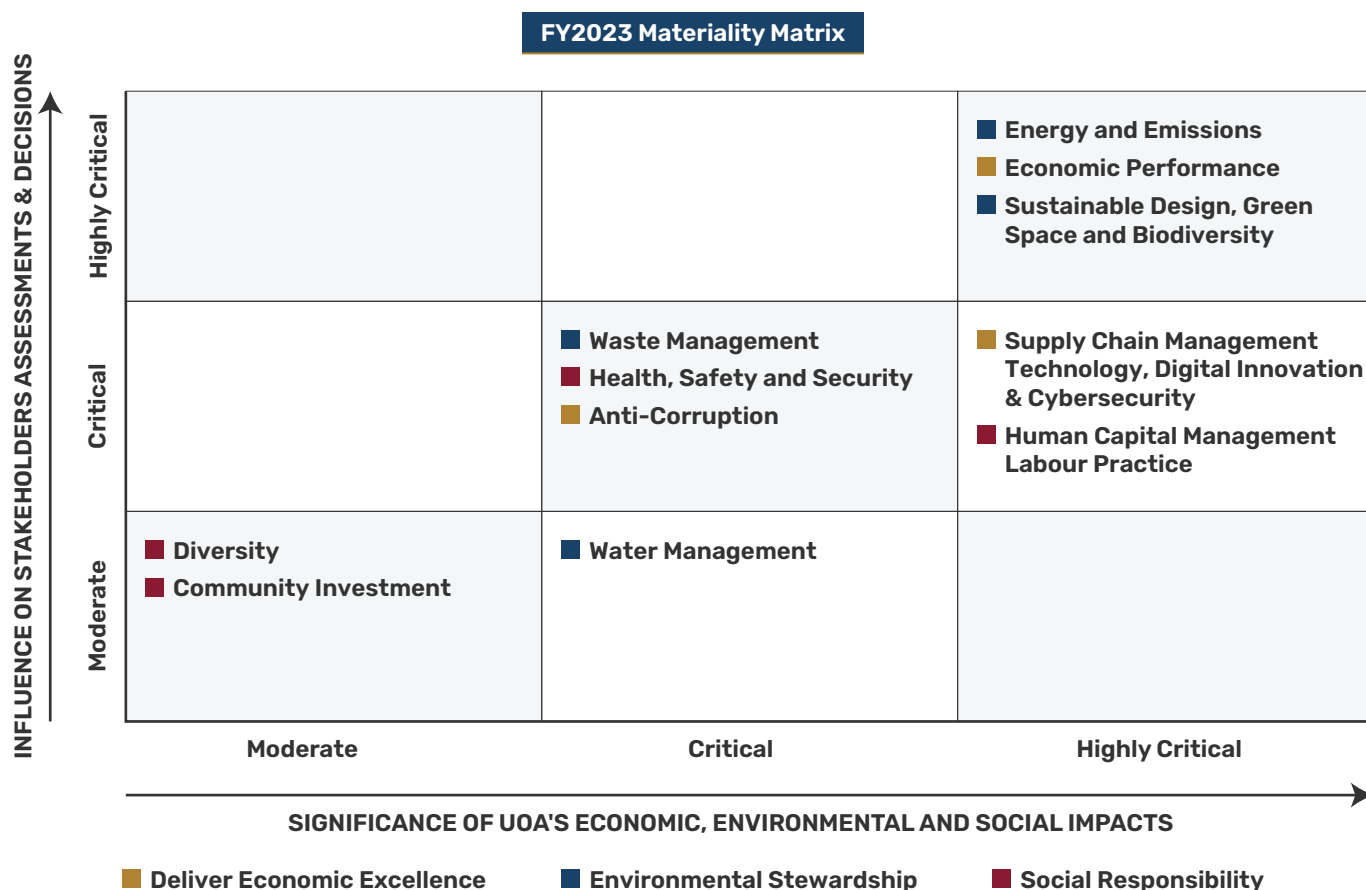 FY2023 Materiality Matrix
INFLUENCE ON STAKEHOLDERS ASSESSMENTS & DECISIONS
Highly Critical
Energy and Emissions
Economic Performance
Sustainable Design, Green
Space and Biodiversity
Critical
Waste Management
Health, Safety and Security
Anti-Corruption
Supply Chain Management
Technology, Digital Innovation
& Cybersecurity
Human Capital Management
Labour Practice
Moderate
Diversity
Community Investment
Water Management
Moderate
Critical
Highly Critical
SIGNIFICANCE OF UOA'S ECONOMIC, ENVIRONMENTAL AND SOCIAL IMPACTS
Deliver Economic Excellence
Environmental Stewardship
Social Responsibility